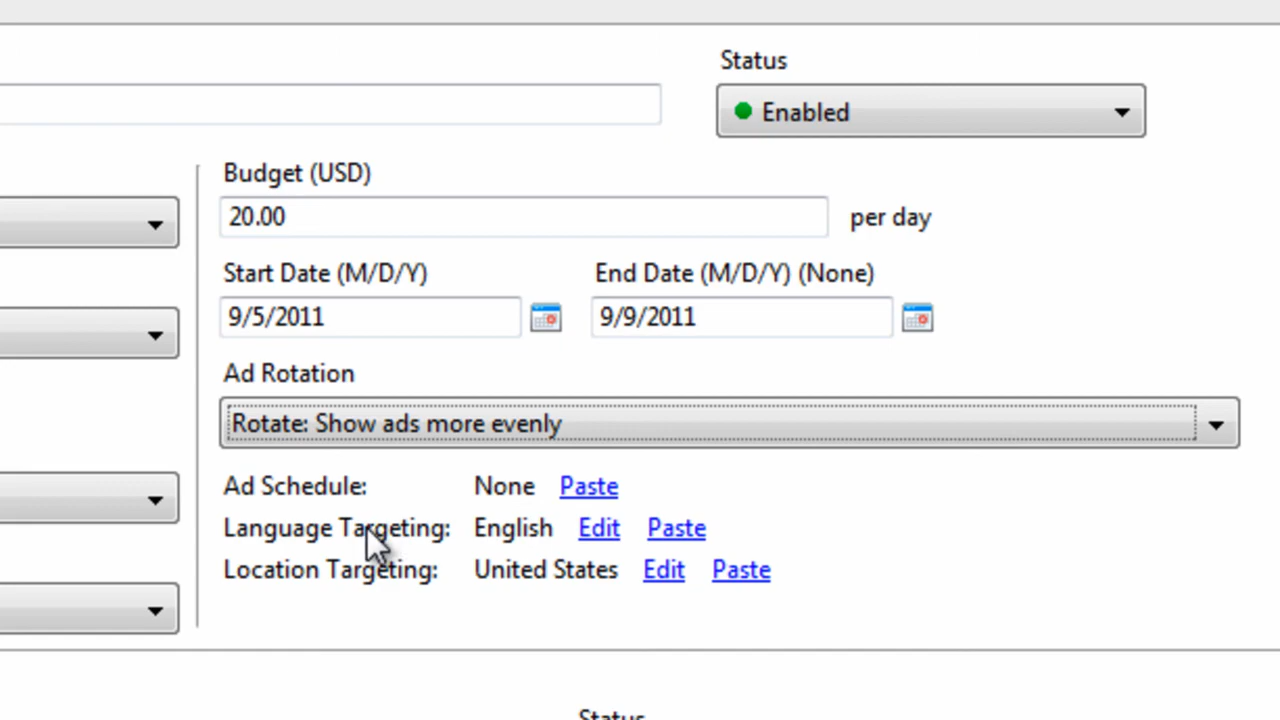 Status
Enabled
Budget (USD)
20.00 per day
Start Date (M/D/Y) End Date (M/D/Y) (None)
9/5/2011 9/9/2011
Ad Rotation
Rotate: Show ads more evenly
Ad Schedule: None Paste
Language Targeting: English Edit Paste
Location Targeting: United States Edit Paste
Status